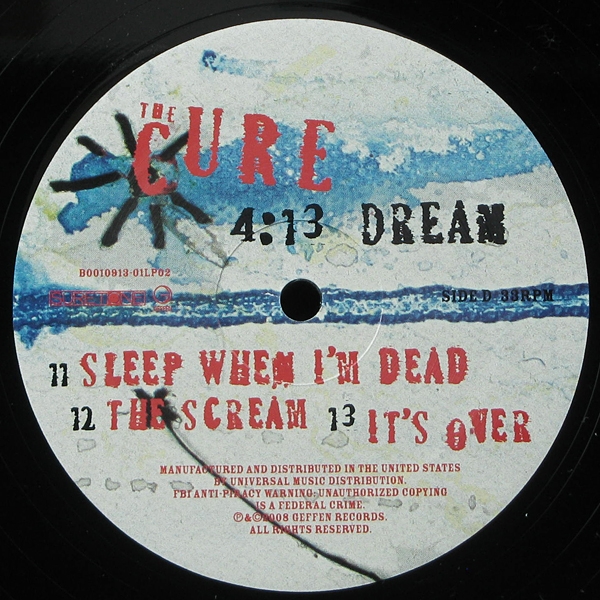 THE
CURE
4:13 DREAM
B0010913-01LP02
SURETONE
SIDE D 33RPM
11 SLEEP WHEN I'M DEAD
12 THE SCREAM 13 IT'S OVER
MANUFACTURED AND DISTRIBUTED IN THE UNITED STATES
BY UNIVERSAL MUSIC DISTRIBUTION.
FBI ANTI-PIRACY WARNING: UNAUTHORIZED COPYING
IS A FEDERAL CRIME.
℗&©2008 GEFFEN RECORDS.
ALL RIGHTS RESERVED.